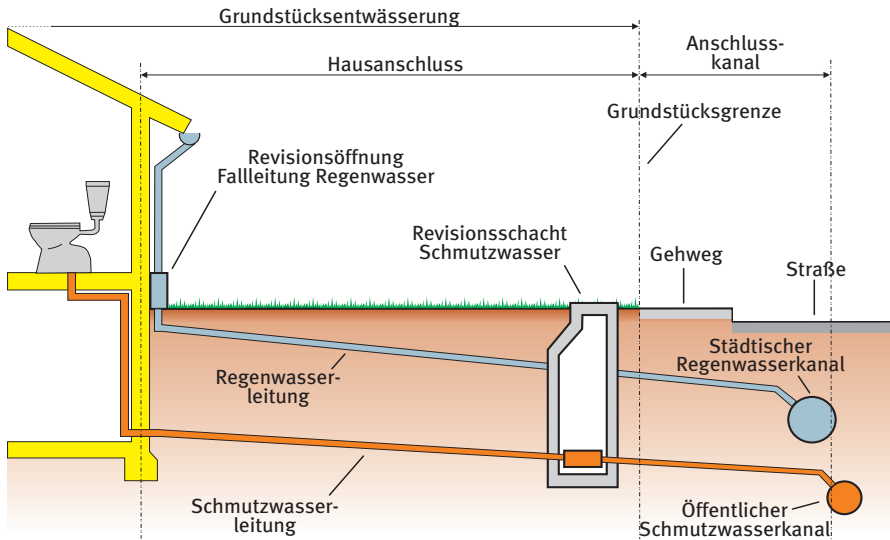 Grundstücksentwässerung
Anschluss-
kanal
Hausanschluss
Grundstücksgrenze
Revisionsöffnung
Fallleitung Regenwasser
Revisionsschacht
Schmutzwasser
Gehweg
Straße
Städtischer
Regenwasserkanal
Regenwasser-
leitung
Schmutzwasser-
leitung
Öffentlicher
Schmutzwasserkanal